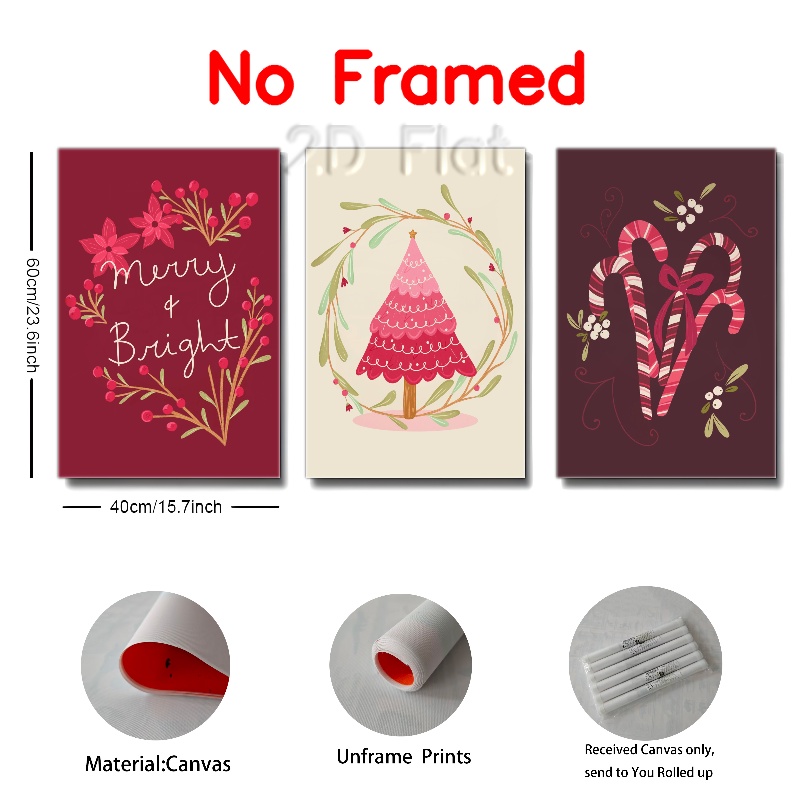 No Framed
2.D Flat.
60cm/23.6inch
Merry
&
Bright
40cm/15.7inch
Material:Canvas
Unframe Prints
Received Canvas only,
send to You Rolled up